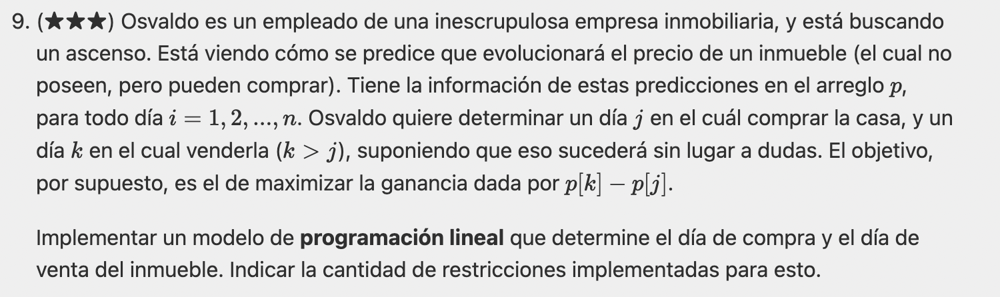 9. (★★★) Osvaldo es un empleado de una inescrupulosa empresa inmobiliaria, y está buscando
un ascenso. Está viendo cómo se predice que evolucionará el precio de un inmueble (el cual no
poseen, pero pueden comprar). Tiene la información de estas predicciones en el arreglo p,
para todo día i = 1, 2, ..., n. Osvaldo quiere determinar un día j en el cuál comprar la casa, y un
día k en el cual venderla (k > j), suponiendo que eso sucederá sin lugar a dudas. El objetivo,
por supuesto, es el de maximizar la ganancia dada por p[k] − p[j].
Implementar un modelo de programación lineal que determine el día de compra y el día de
venta del inmueble. Indicar la cantidad de restricciones implementadas para esto.